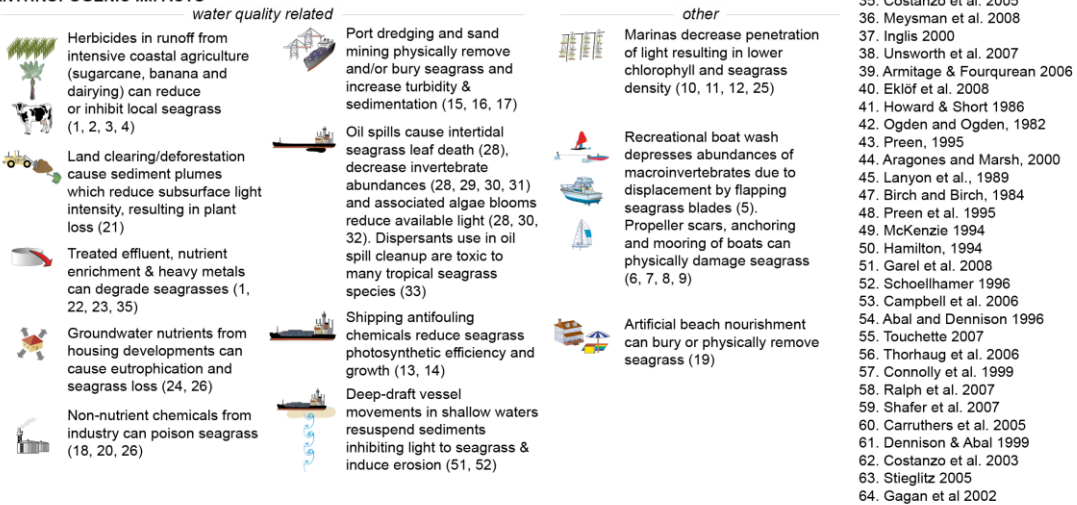 ANTHROPOGENIC IMPACTS
water quality related
Herbicides in runoff from
intensive coastal agriculture
(sugarcane, banana and
dairying) can reduce
or inhibit local seagrass
(1, 2, 3, 4)
Land clearing/deforestation
cause sediment plumes
which reduce subsurface light
intensity, resulting in plant
loss (21)
Treated effluent, nutrient
enrichment & heavy metals
can degrade seagrasses (1,
22, 23, 35)
Groundwater nutrients from
housing developments can
cause eutrophication and
seagrass loss (24, 26)
Non-nutrient chemicals from
industry can poison seagrass
(18, 20, 26)
Port dredging and sand
mining physically remove
and/or bury seagrass and
increase turbidity &
sedimentation (15, 16, 17)
Oil spills cause intertidal
seagrass leaf death (28),
decrease invertebrate
abundances (28, 29, 30, 31)
and associated algae blooms
reduce available light (28, 30,
32). Dispersants use in oil
spill cleanup are toxic to
many tropical seagrass
species (33)
Shipping antifouling
chemicals reduce seagrass
photosynthetic efficiency and
growth (13, 14)
Deep-draft vessel
movements in shallow waters
resuspend sediments
inhibiting light to seagrass &
induce erosion (51, 52)
other
Marinas decrease penetration
of light resulting in lower
chlorophyll and seagrass
density (10, 11, 12, 25)
Recreational boat wash
depresses abundances of
macroinvertebrates due to
displacement by flapping
seagrass blades (5).
Propeller scars, anchoring
and mooring of boats can
physically damage seagrass
(6, 7, 8, 9)
Artificial beach nourishment
can bury or physically remove
seagrass (19)
35. Costanzo et al. 2005
36. Meysman et al. 2008
37. Inglis 2000
38. Unsworth et al. 2007
39. Armitage & Fourqurean 2006
40. Eklöf et al. 2008
41. Howard & Short 1986
42. Ogden and Ogden, 1982
43. Preen, 1995
44. Aragones and Marsh, 2000
45. Lanyon et al., 1989
47. Birch and Birch, 1984
48. Preen et al. 1995
49. McKenzie 1994
50. Hamilton, 1994
51. Garel et al. 2008
52. Schoellhamer 1996
53. Campbell et al. 2006
54. Abal and Dennison 1996
55. Touchette 2007
56. Thorhaug et al. 2006
57. Connolly et al. 1999
58. Ralph et al. 2007
59. Shafer et al. 2007
60. Carruthers et al. 2005
61. Dennison & Abal 1999
62. Costanzo et al. 2003
63. Stieglitz 2005
64. Gagan et al 2002